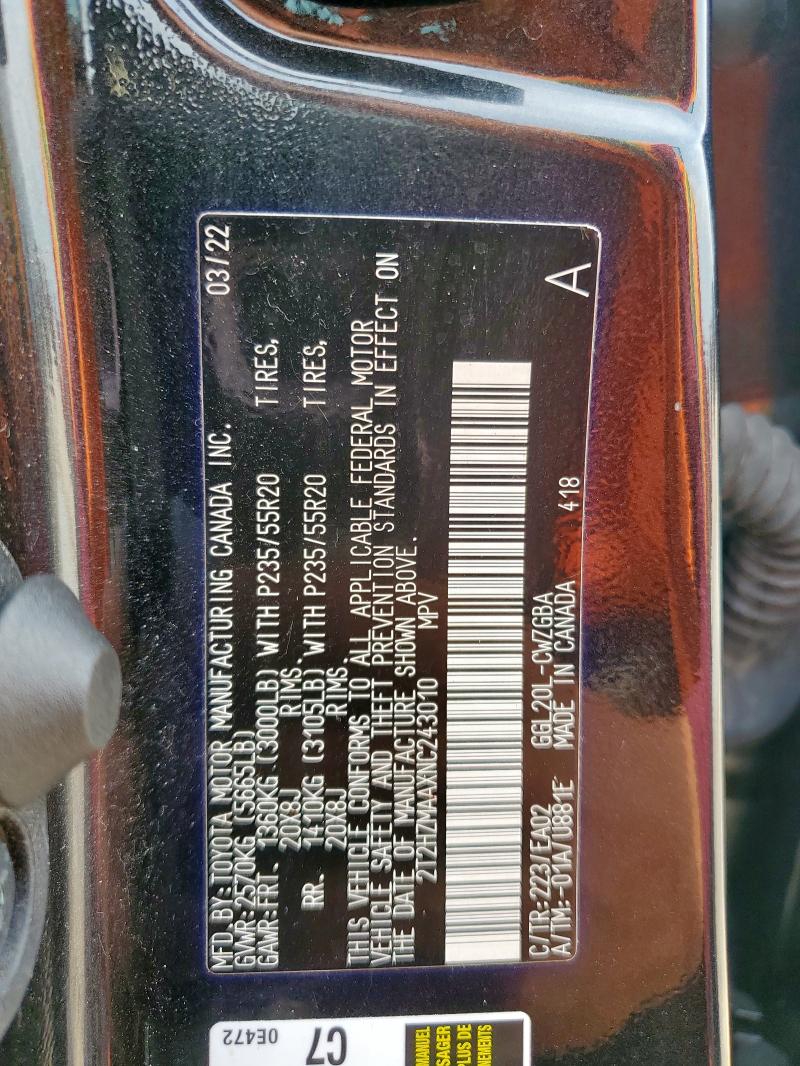 MFD.BY:TOYOTA MOTOR MANUFACTURING CANADA INC. 03/22
GVWR:2570KG (5665LB)
GAWR:FRT. 1360KG (3000LB) WITH P235/55R20 TIRES,
20X8J RIMS.
RR. 1410KG (3105LB) WITH P235/55R20 TIRES,
20X8J RIMS.
THIS VEHICLE CONFORMS TO ALL APPLICABLE FEDERAL MOTOR
VEHICLE SAFETY AND THEFT PREVENTION STANDARDS IN EFFECT ON
THE DATE OF MANUFACTURE SHOWN ABOVE.
2T2HZMAAXNC243010 MPV
C/TR:223/EA02 GGL20L-CWZGBA
A/TM:-01A/U881E MADE IN CANADA 418 A
0E472
C7
MANUEL
SAGER
PLUS DE
NEMENTS